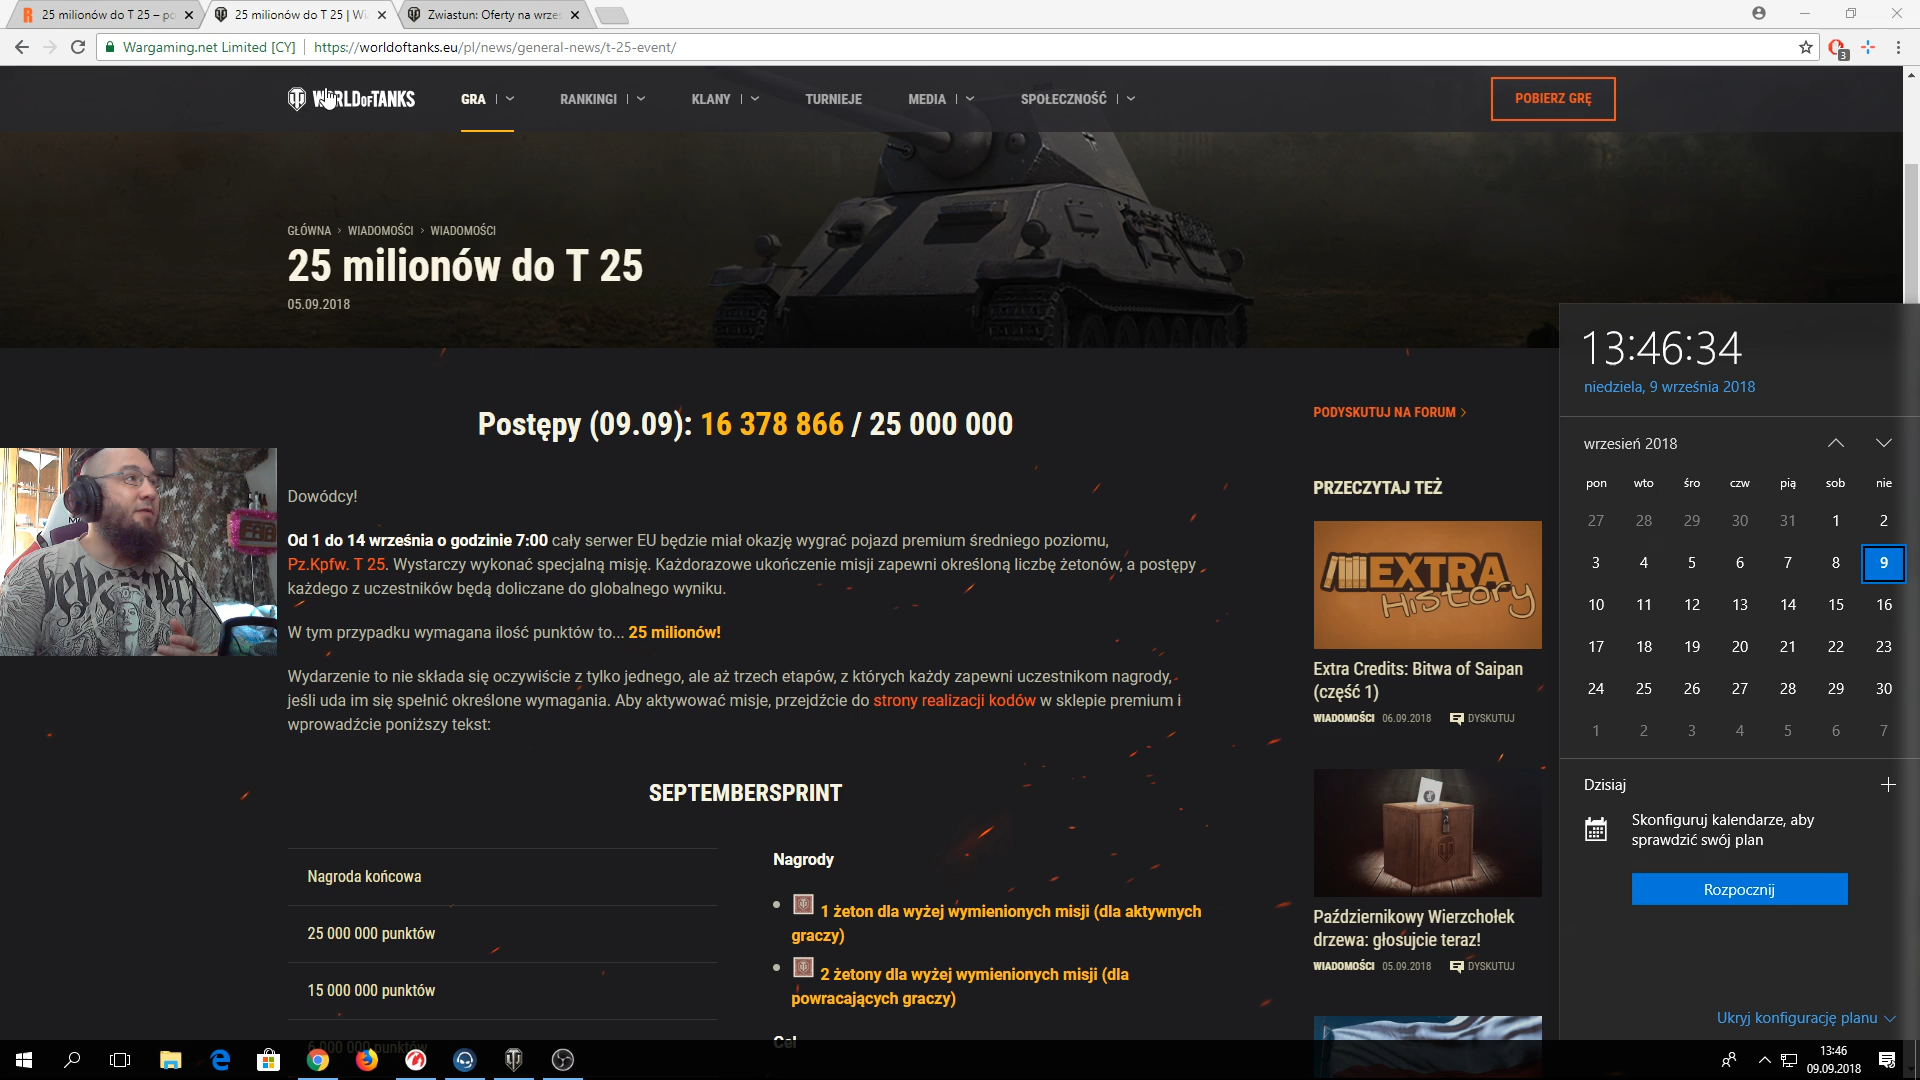 25 milionów do T 25 – po
25 milionów do T 25 | Wi
Zwiastun: Oferty na wrześ
Wargaming.net Limited [CY]
https://worldoftanks.eu/pl/news/general-news/t-25-event/
3
WORLD OF TANKS
GRA
RANKINGI
KLANY
TURNIEJE
MEDIA
SPOŁECZNOŚĆ
POBIERZ GRĘ
GŁÓWNA › WIADOMOŚCI › WIADOMOŚCI
25 milionów do T 25
05.09.2018
Postępy (09.09): 16 378 866 / 25 000 000
Dowódcy!
Od 1 do 14 września o godzinie 7:00 cały serwer EU będzie miał okazję wygrać pojazd premium średniego poziomu,
Pz.Kpfw. T 25. Wystarczy wykonać specjalną misję. Każdorazowe ukończenie misji zapewni określoną liczbę żetonów, a postępy
każdego z uczestników będą doliczane do globalnego wyniku.
W tym przypadku wymagana ilość punktów to... 25 milionów!
Wydarzenie to nie składa się oczywiście z tylko jednego, ale aż trzech etapów, z których każdy zapewni uczestnikom nagrody,
jeśli uda im się spełnić określone wymagania. Aby aktywować misje, przejdźcie do strony realizacji kodów w sklepie premium i
wprowadźcie poniższy tekst:
SEPTEMBERSPRINT
Nagroda końcowa
25 000 000 punktów
15 000 000 punktów
6 000 000 punktów
Nagrody
1 żeton dla wyżej wymienionych misji (dla aktywnych
graczy)
2 żetony dla wyżej wymienionych misji (dla
powracających graczy)
Cel
PODYSKUTUJ NA FORUM
PRZECZYTAJ TEŻ
EXTRA
History
Extra Credits: Bitwa of Saipan
(część 1)
WIADOMOŚCI 06.09.2018 DYSKUTUJ
Październikowy Wierzchołek
drzewa: głosujcie teraz!
WIADOMOŚCI 05.09.2018 DYSKUTUJ
13:46:34
niedziela, 9 września 2018
wrzesień 2018
pon wto śro czw pią sob nie
27 28 29 30 31 1 2
3 4 5 6 7 8 9
10 11 12 13 14 15 16
17 18 19 20 21 22 23
24 25 26 27 28 29 30
1 2 3 4 5 6 7
Dzisiaj
Skonfiguruj kalendarze, aby
sprawdzić swój plan
Rozpocznij
Ukryj konfigurację planu
13:46
09.09.2018